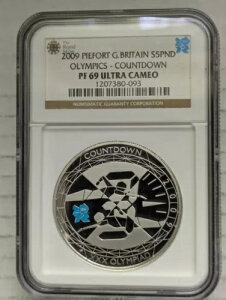 The
Royal
Mint
2009 PIEFORT G.BRITAIN S5PND
OLYMPICS - COUNTDOWN
PF 69 ULTRA CAMEO
1207380-093
NUMISMATIC GUARANTY CORPORATION
COUNTDOWN
XXX OLYMPIAD